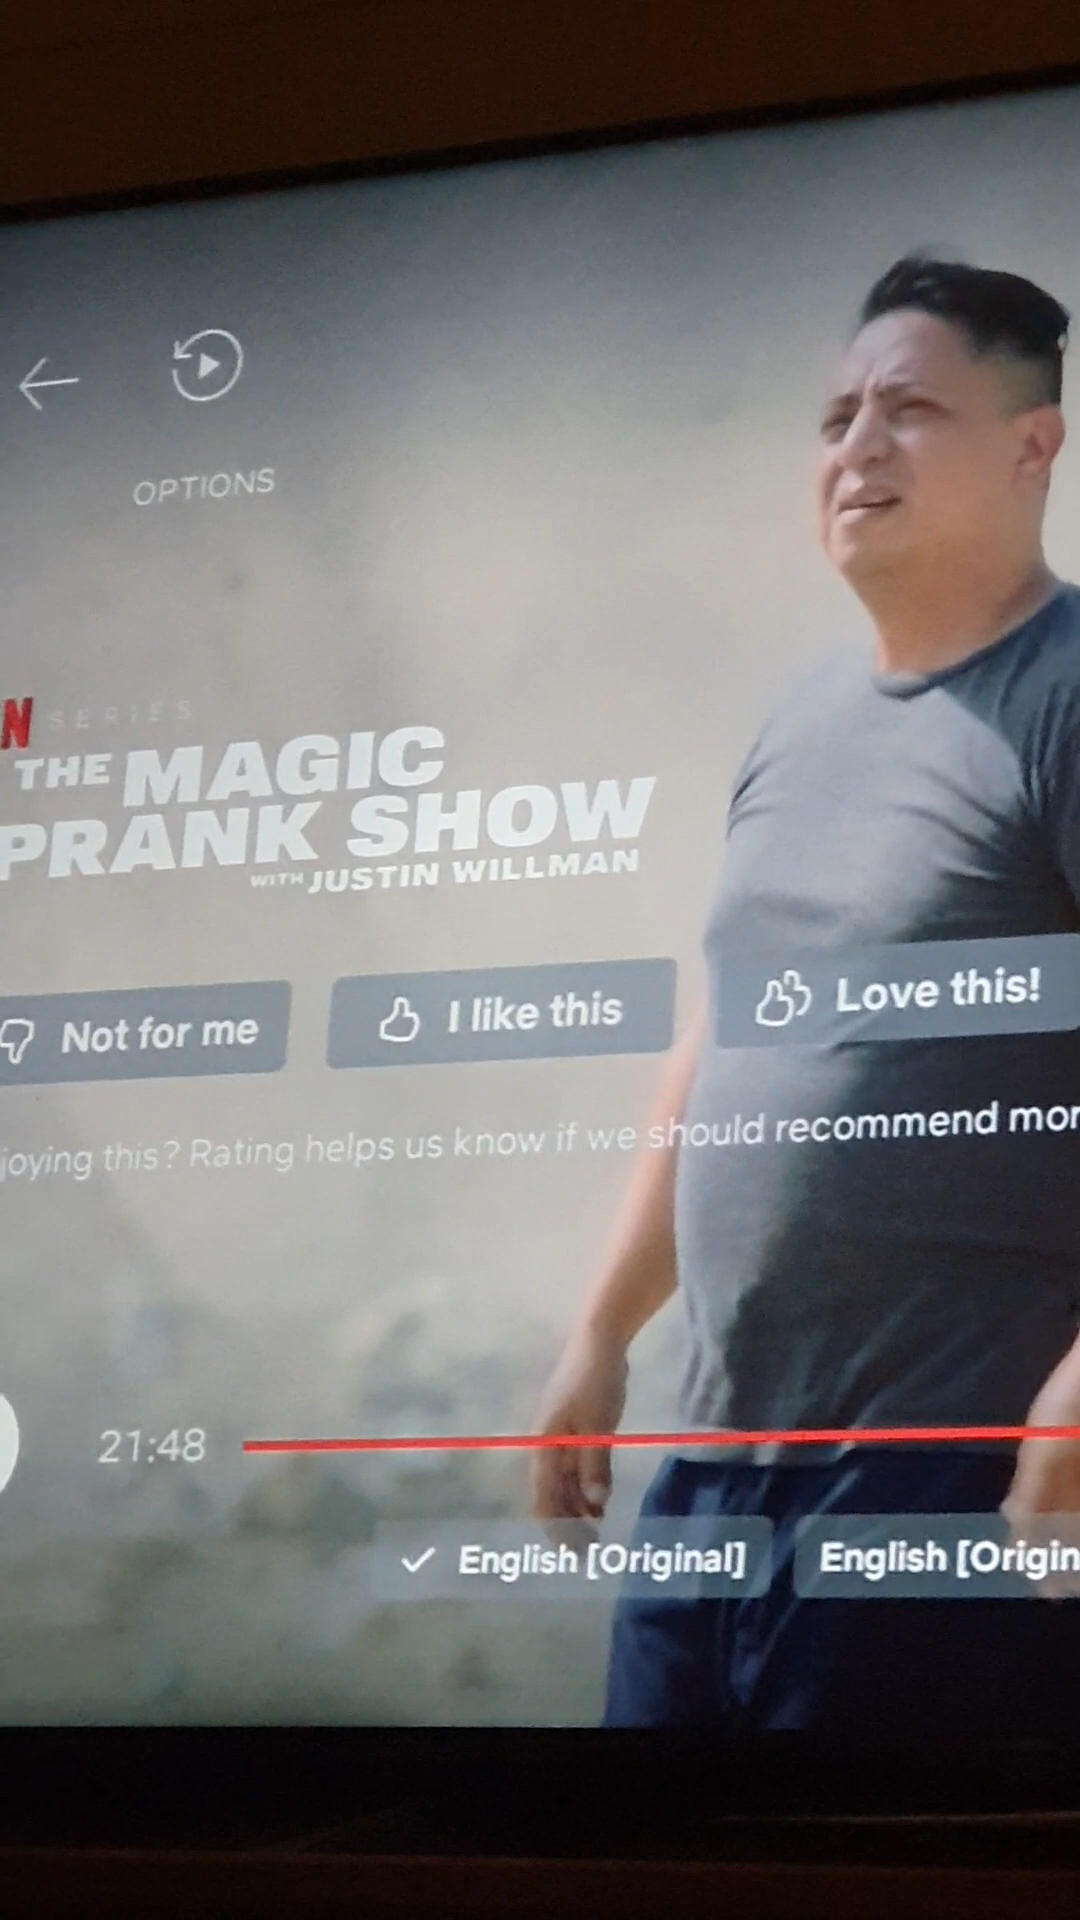 OPTIONS
N SERIES
THE MAGIC
PRANK SHOW
WITH JUSTIN WILLMAN
Not for me
I like this
Love this!
joying this? Rating helps us know if we should recommend mor
21:48
English [Original]
English [Origin